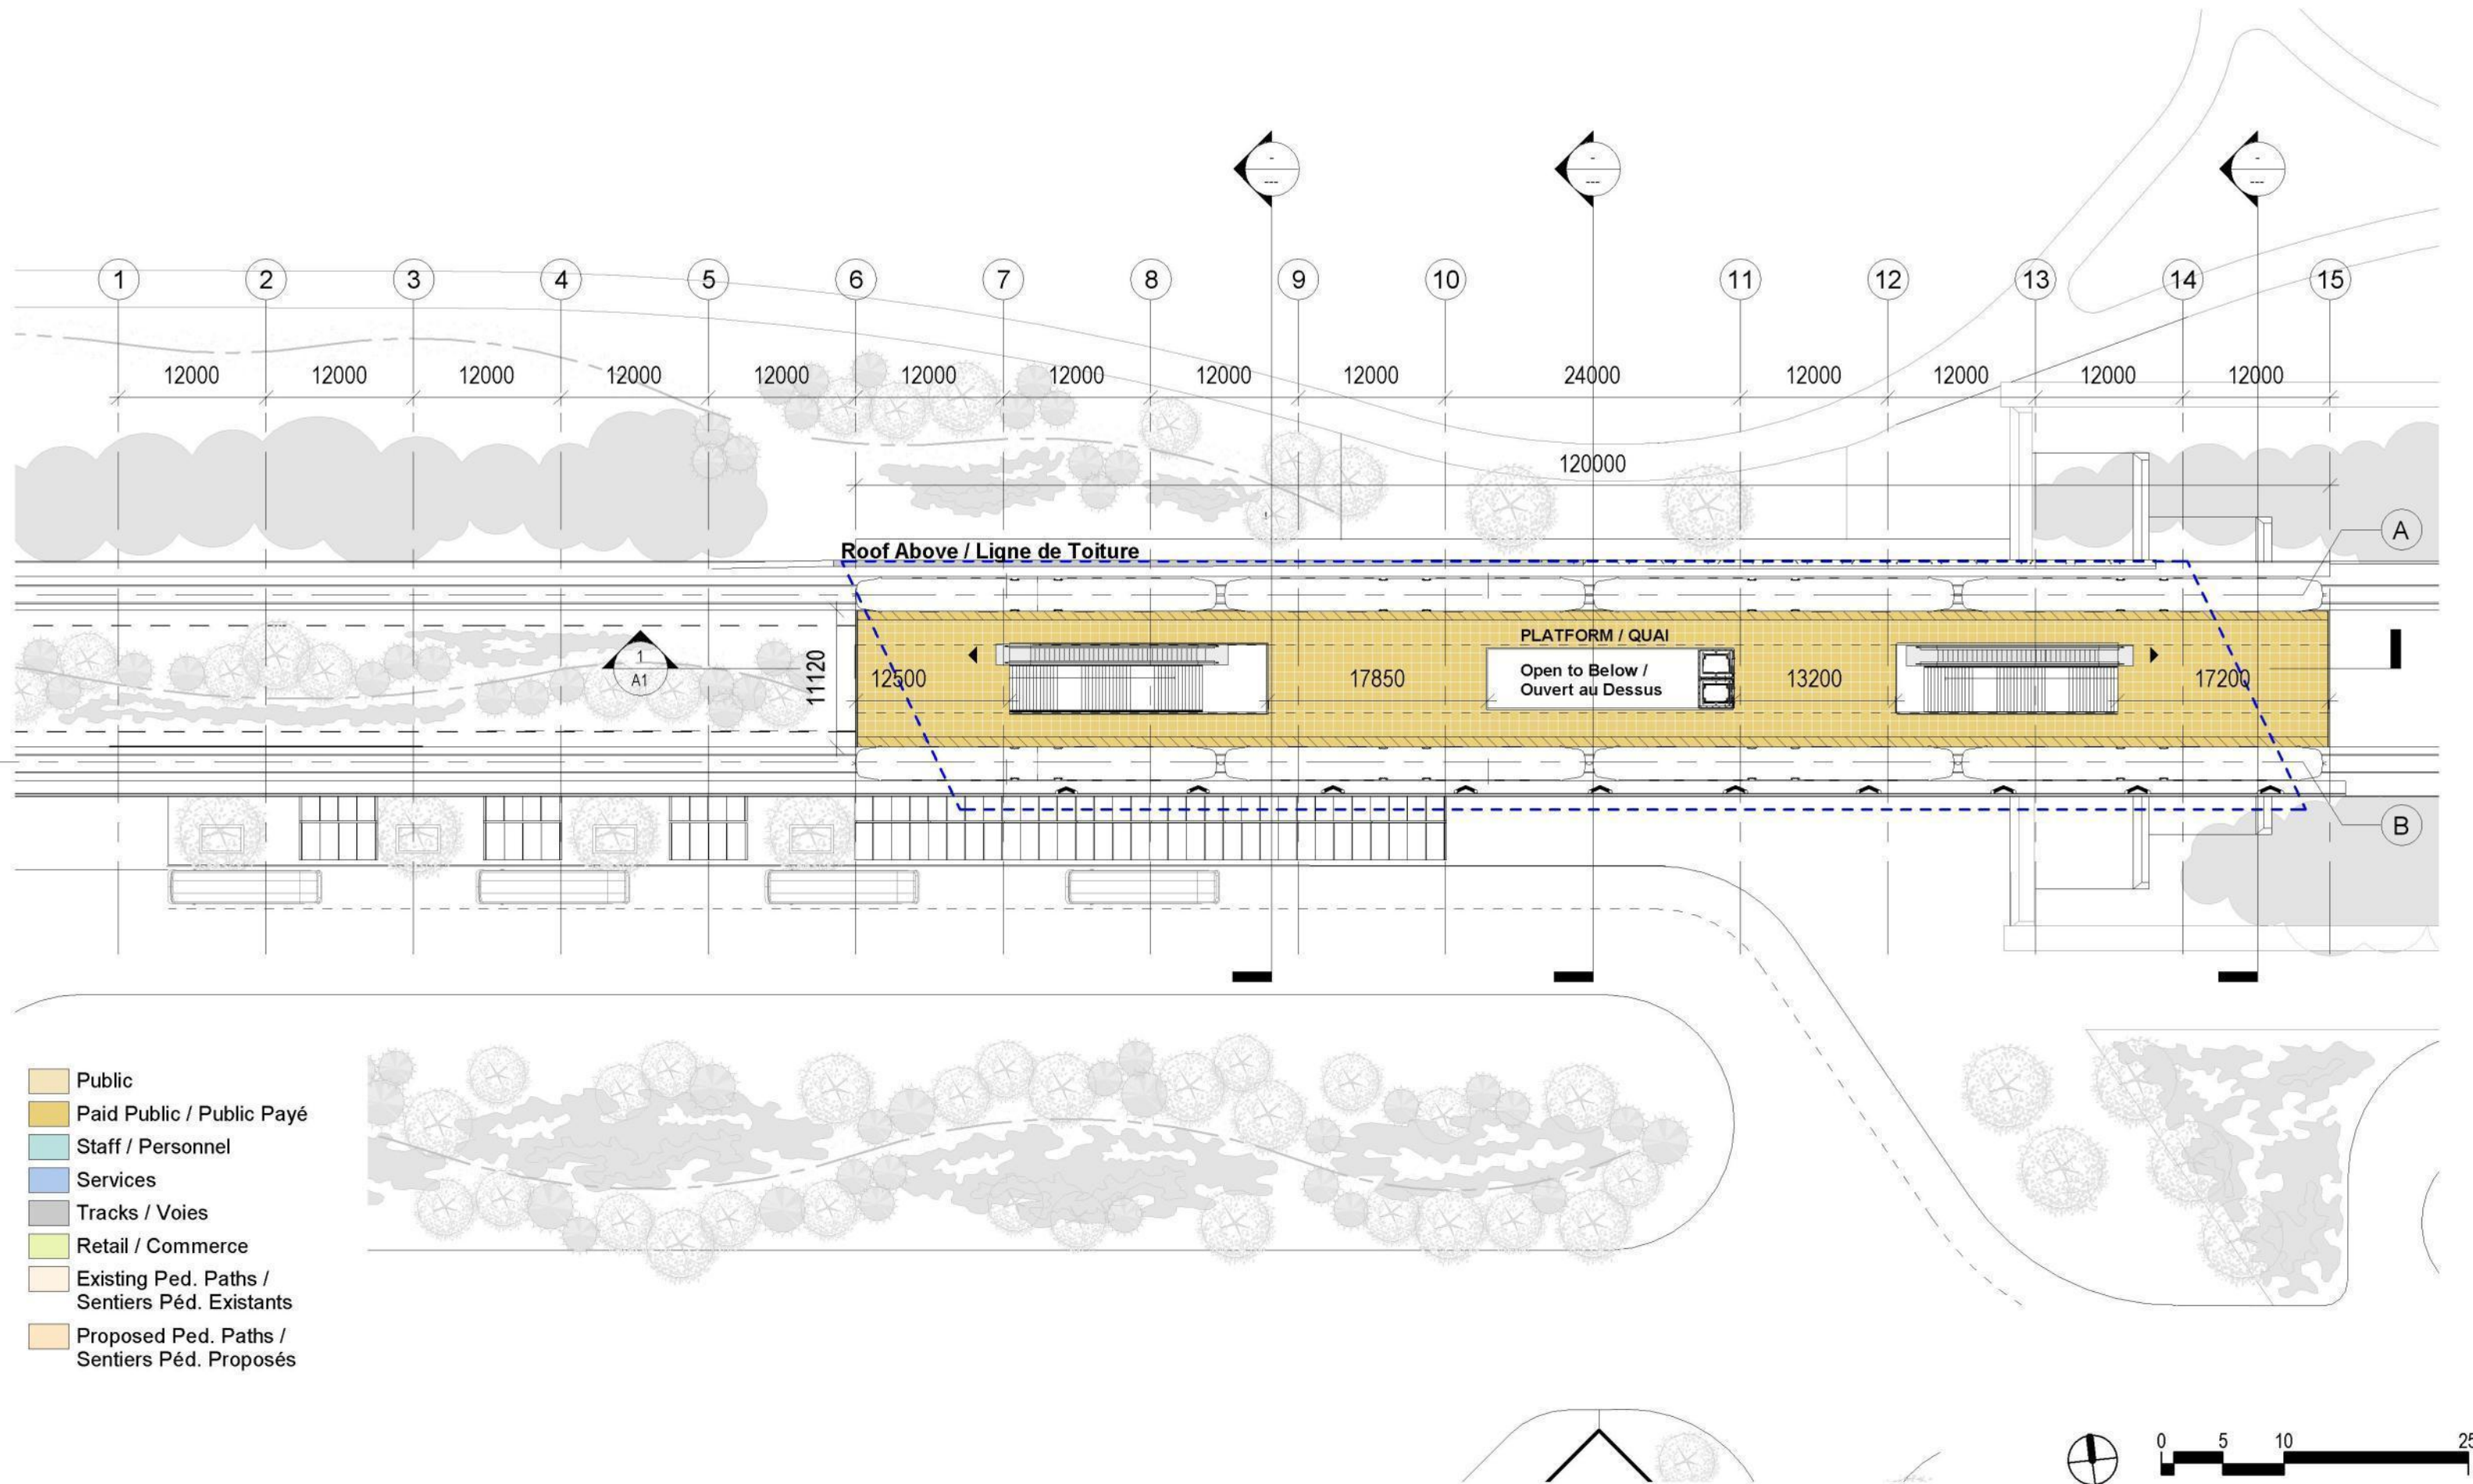 -
---
-
---
-
---
1
2
3
4
5
6
7
8
9
10
11
12
13
14
15
12000
12000
12000
12000
12000
12000
12000
12000
12000
24000
12000
12000
12000
12000
120000
A
Roof Above / Ligne de Toiture
1
A1
11120
12500
17850
PLATFORM / QUAI
Open to Below /
Ouvert au Dessus
13200
17200
B
Public
Paid Public / Public Payé
Staff / Personnel
Services
Tracks / Voies
Retail / Commerce
Existing Ped. Paths /
Sentiers Péd. Existants
Proposed Ped. Paths /
Sentiers Péd. Proposés
0
5
10
25